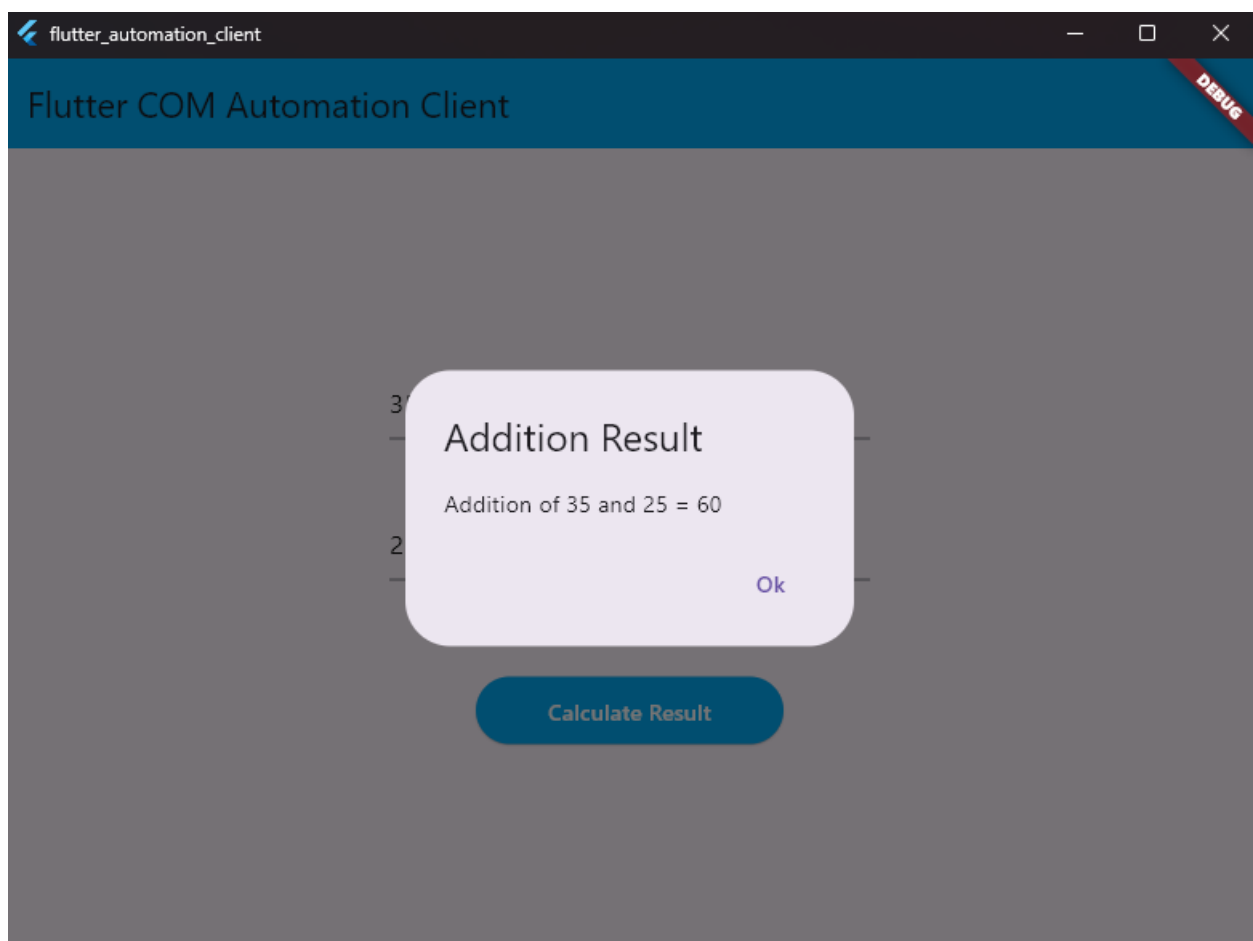 flutter_automation_client
Flutter COM Automation Client
DEBUG
Addition Result
Addition of 35 and 25 = 60
Ok
Calculate Result